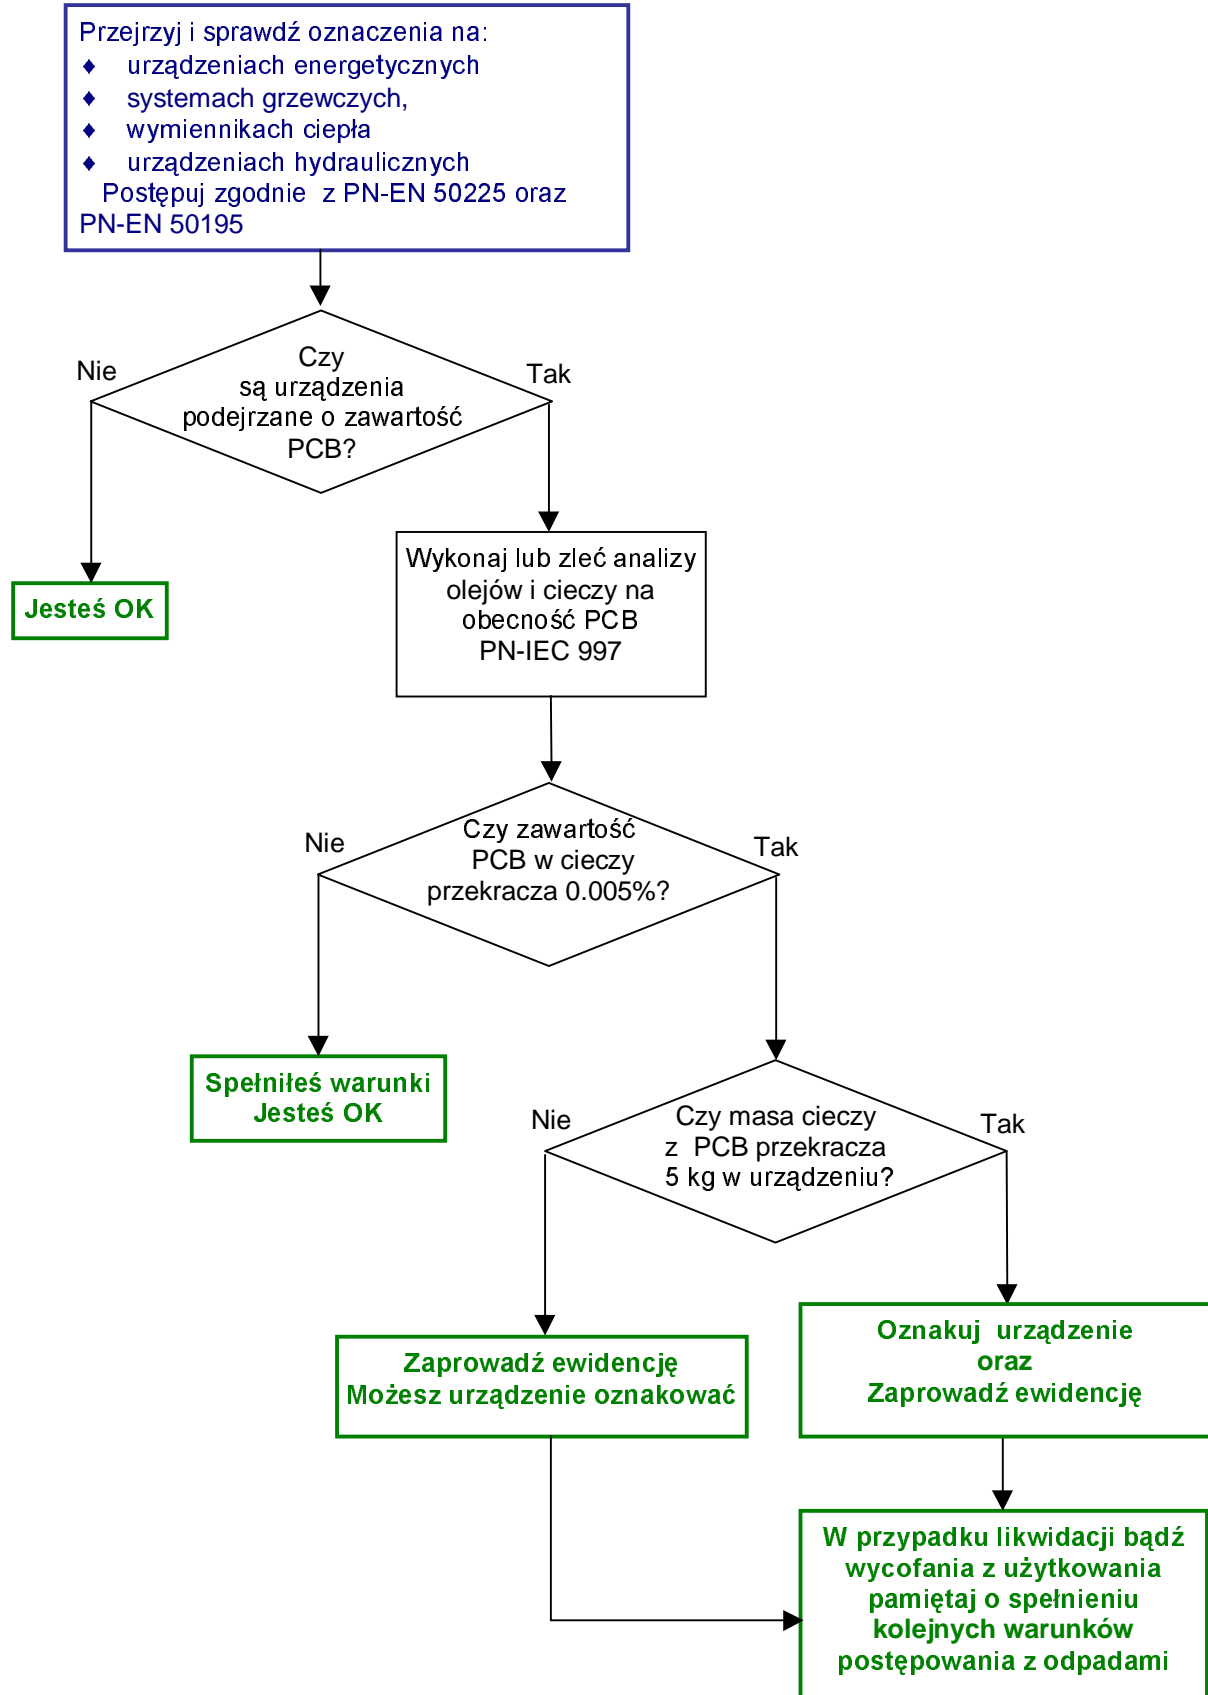 Przejrzyj i sprawdź oznaczenia na:
♦ urządzeniach energetycznych
♦ systemach grzewczych,
♦ wymiennikach ciepła
♦ urządzeniach hydraulicznych
Postępuj zgodnie z PN-EN 50225 oraz
PN-EN 50195
Czy
są urządzenia
podejrzane o zawartość
PCB?
Nie
Tak
Jesteś OK
Wykonaj lub zleć analizy
olejów i cieczy na
obecność PCB
PN-IEC 997
Czy zawartość
PCB w cieczy
przekracza 0.005%?
Nie
Tak
Spełniłeś warunki
Jesteś OK
Czy masa cieczy
z PCB przekracza
5 kg w urządzeniu?
Nie
Tak
Zaprowadź ewidencję
Możesz urządzenie oznakować
Oznakuj urządzenie
oraz
Zaprowadź ewidencję
W przypadku likwidacji bądź
wycofania z użytkowania
pamiętaj o spełnieniu
kolejnych warunków
postępowania z odpadami